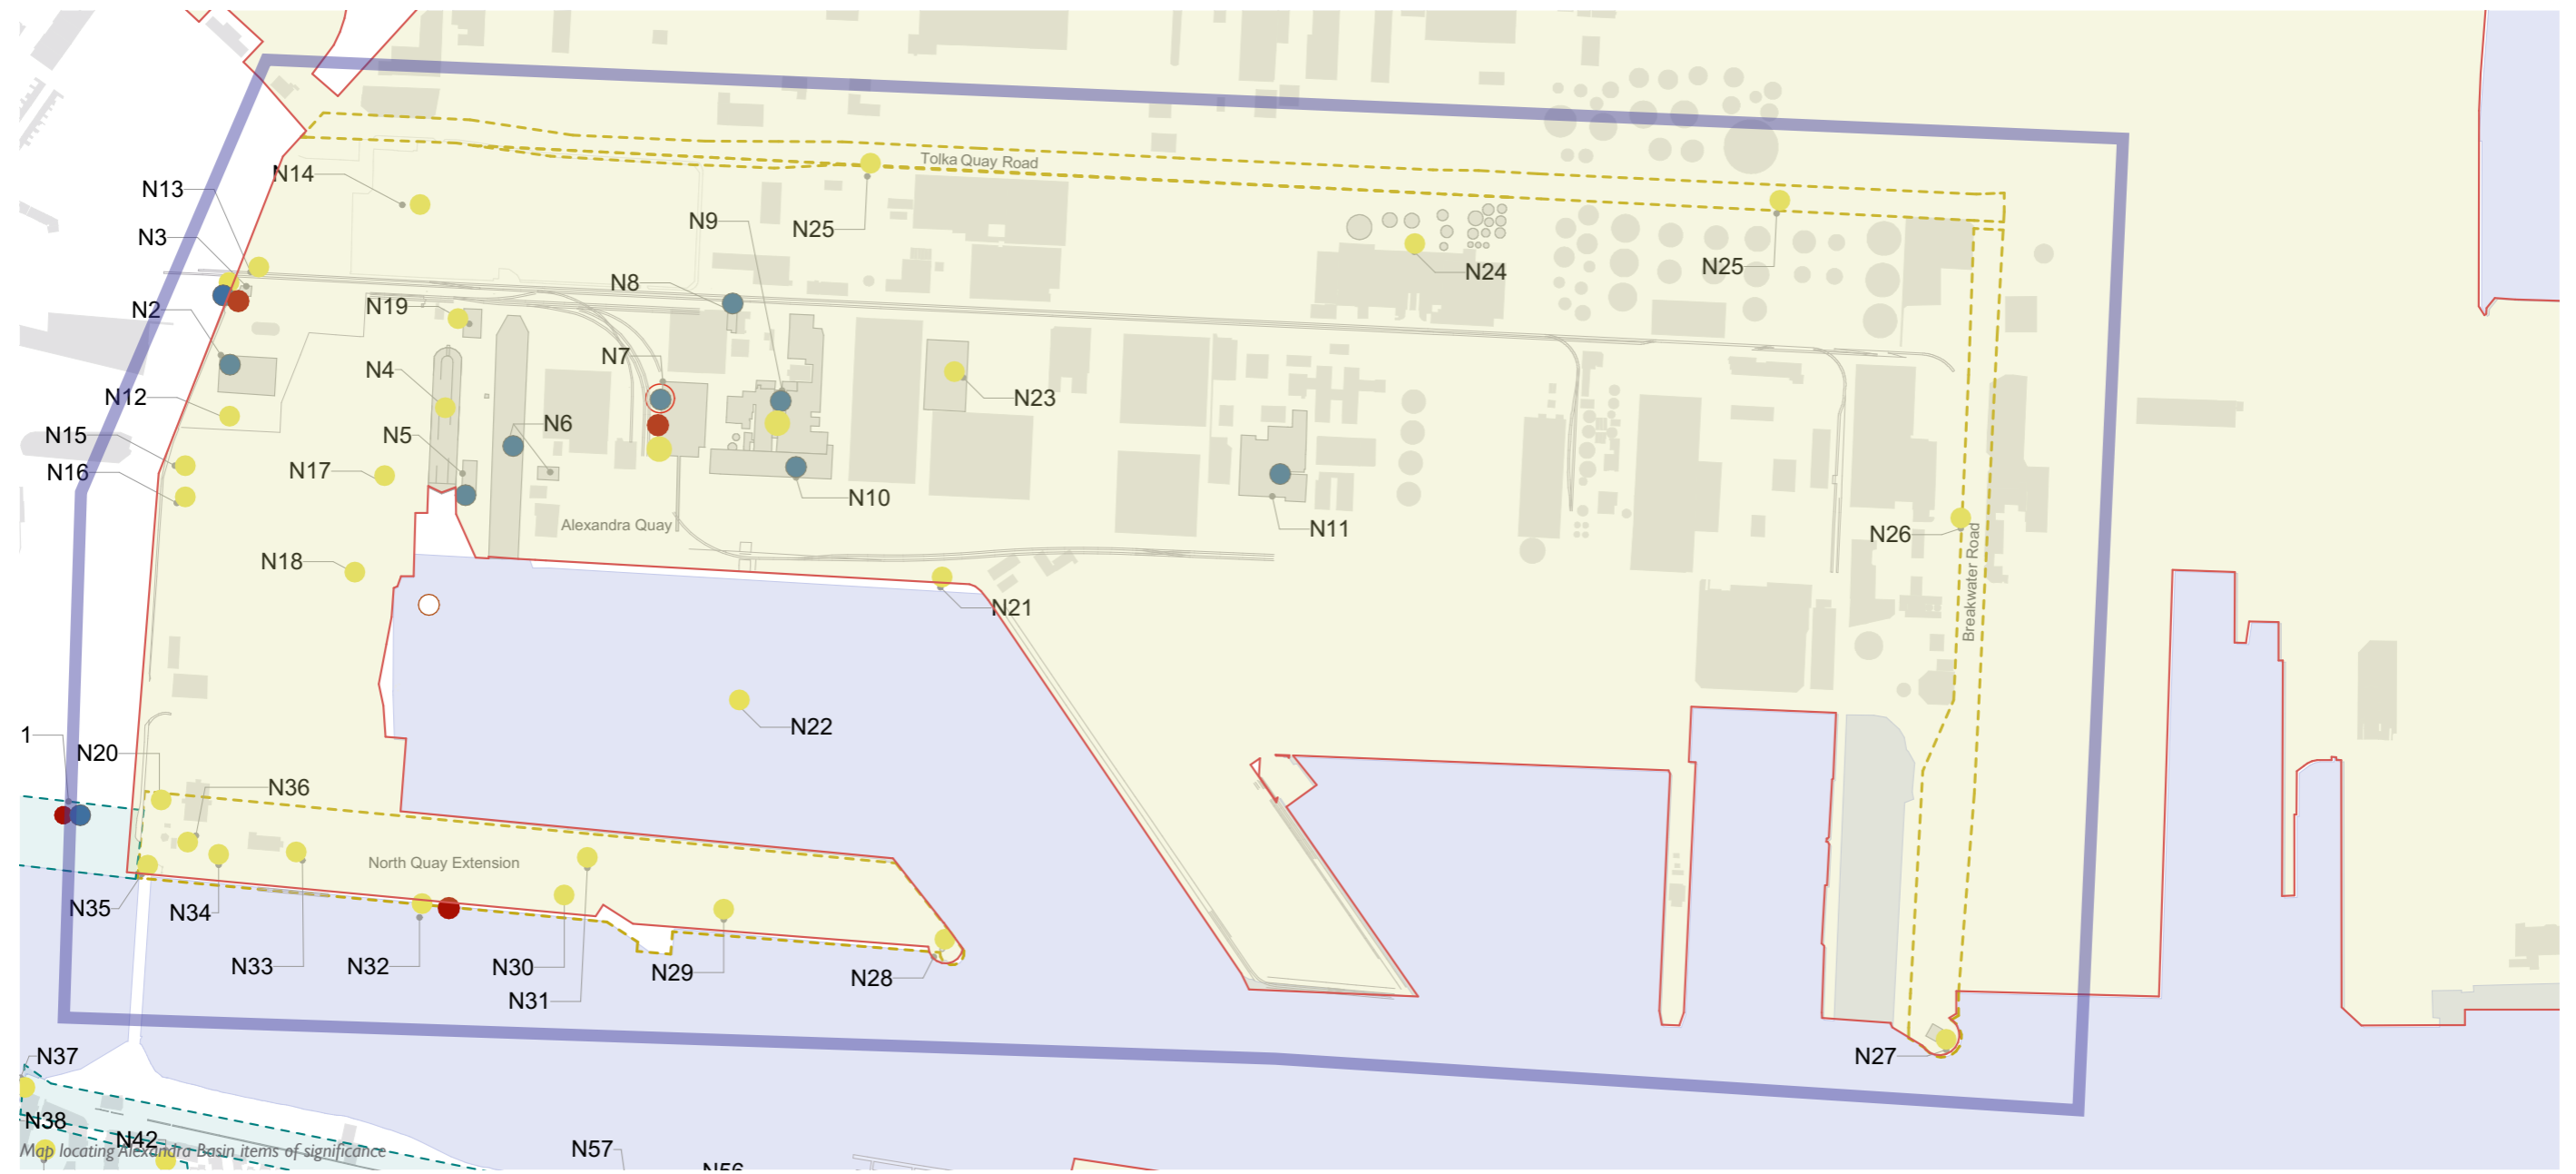 Tolka Quay Road
N14
N13
N9
N25
N3
N24
N25
N8
N2
N19
N7
N4
N12
N23
N6
N15
N5
N16
N17
N10
Alexandra Quay
N11
N26
N18
Breakwater Road
N21
N22
1
N20
N36
North Quay Extension
N35
N34
N33
N32
N30
N29
N28
N31
N37
N27
N38
N42
Map locating Alexandra Basin items of significance
N57
N56